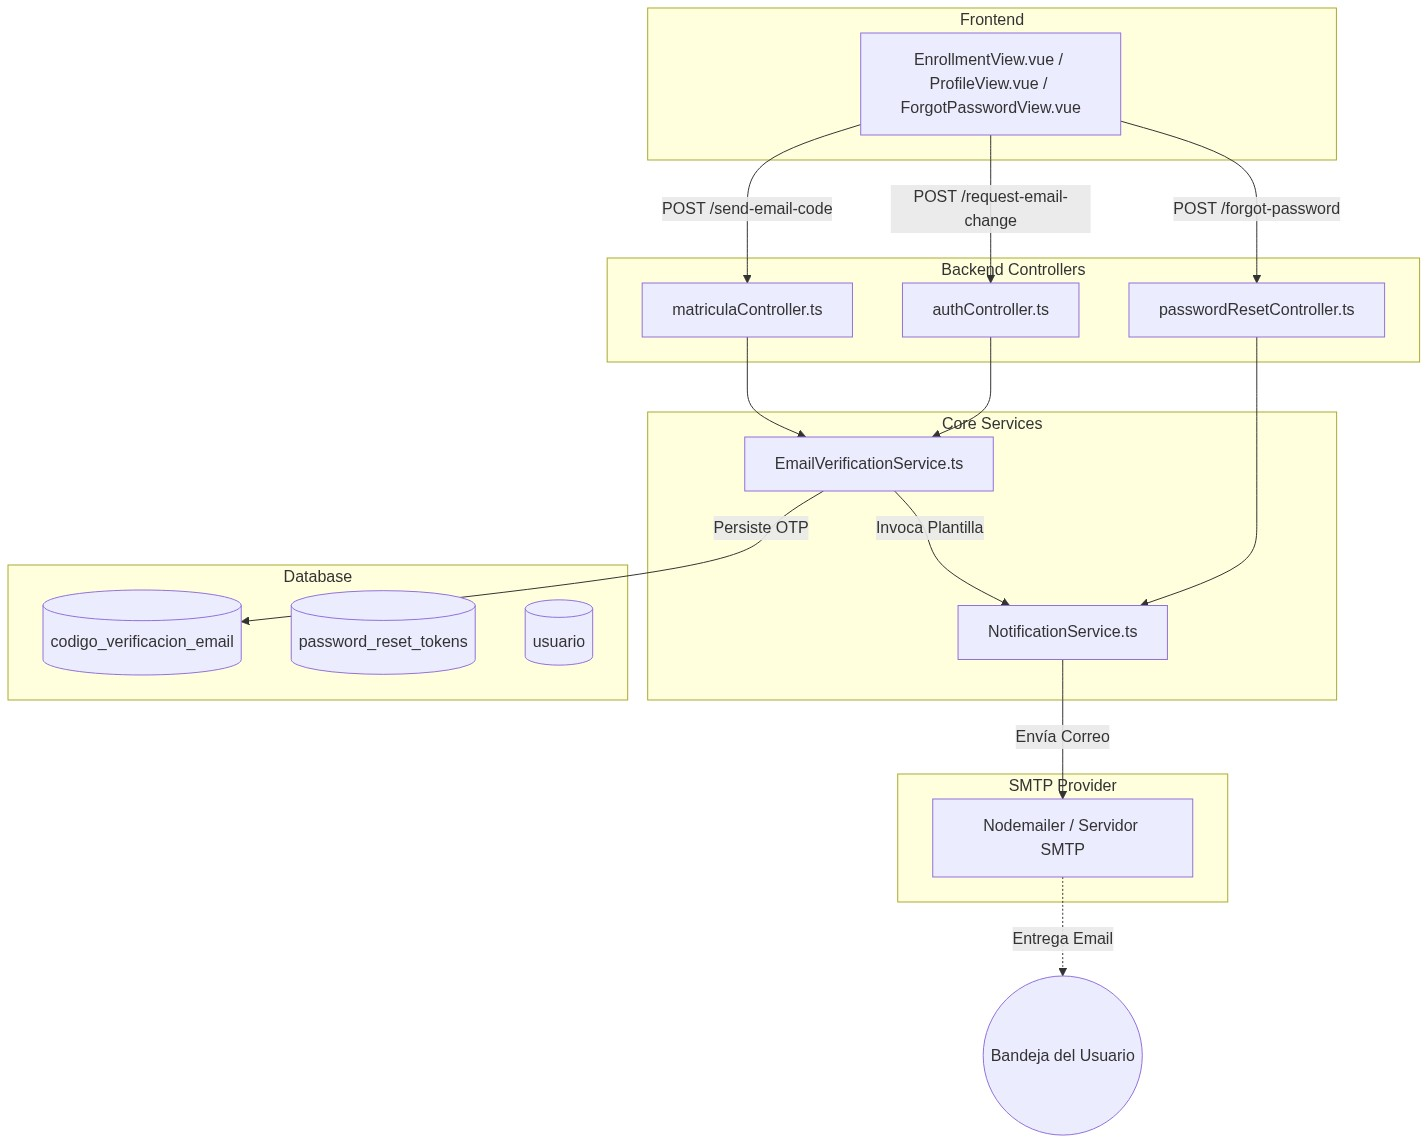 Frontend
EnrollmentView.vue /
ProfileView.vue /
ForgotPasswordView.vue
POST /send-email-code
POST /request-email-
change
POST /forgot-password
Backend Controllers
matriculaController.ts
authController.ts
passwordResetController.ts
Core Services
EmailVerificationService.ts
Persiste OTP
Invoca Plantilla
Database
codigo_verificacion_email
password_reset_tokens
usuario
NotificationService.ts
Envía Correo
SMTP Provider
Nodemailer / Servidor
SMTP
Entrega Email
Bandeja del Usuario